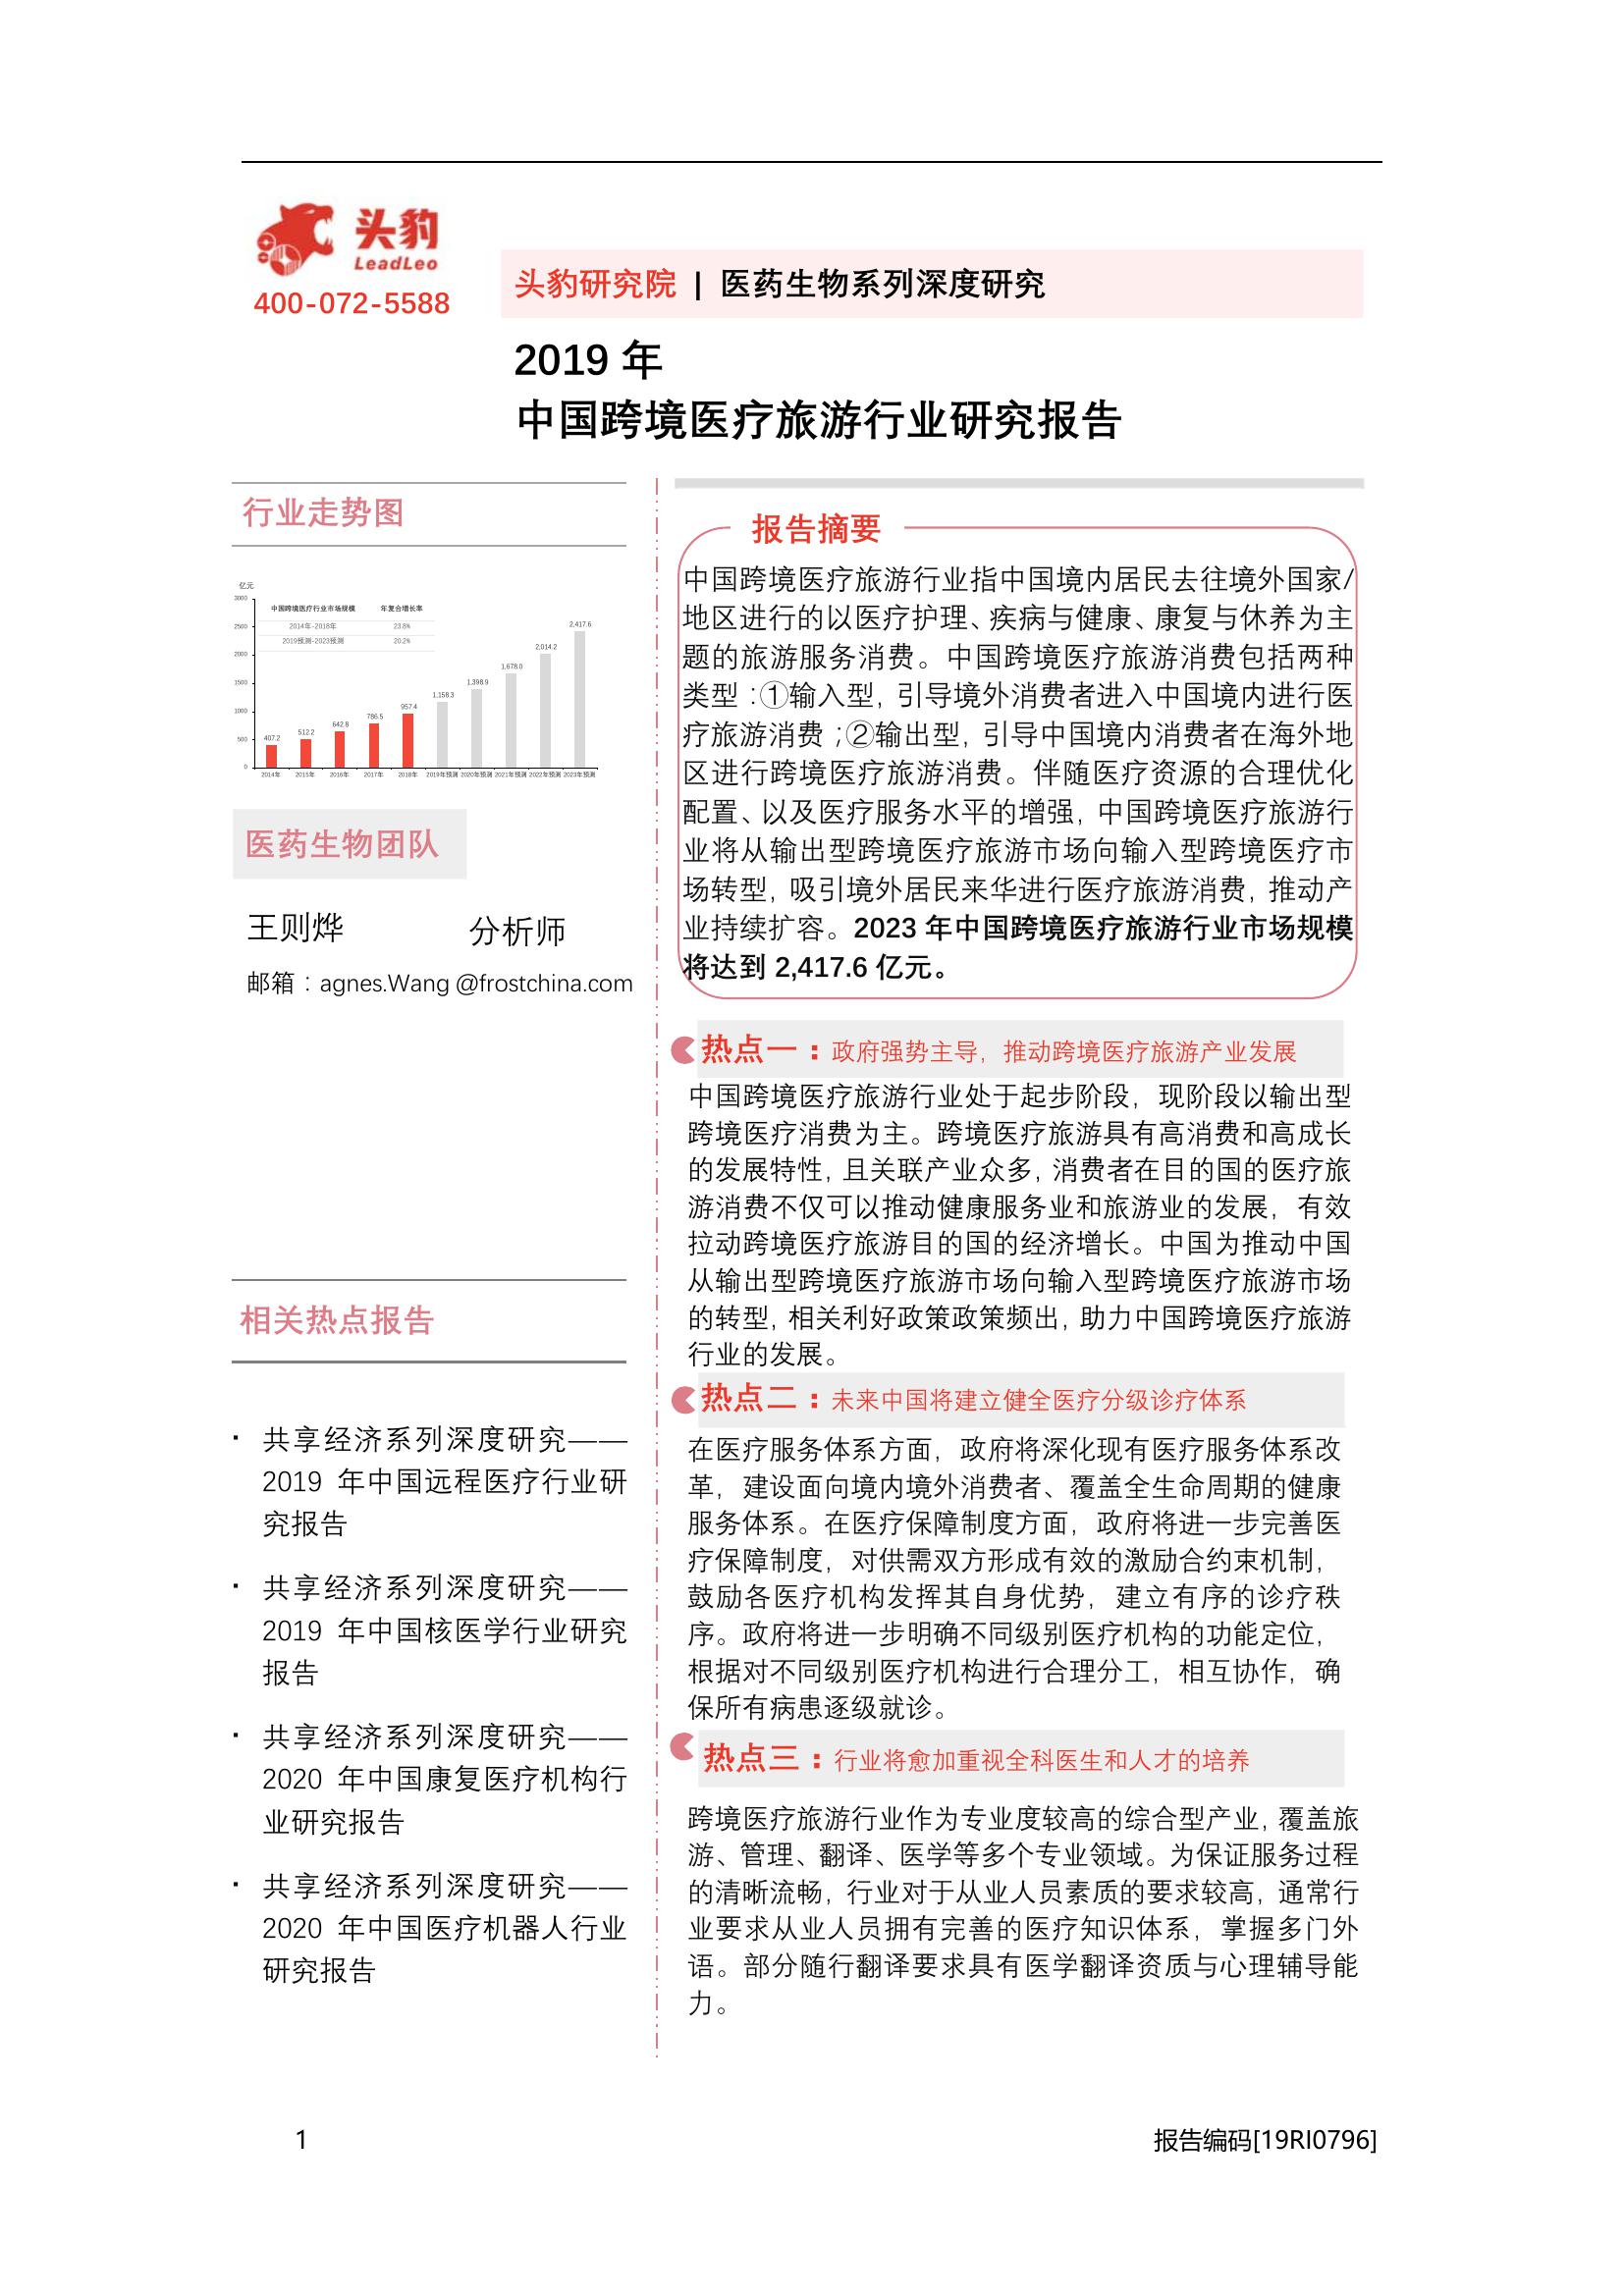 头豹
LeadLeo
400-072-5588
头豹研究院 | 医药生物系列深度研究
2019 年
中国跨境医疗旅游行业研究报告
行业走势图
亿元
中国跨境医疗行业市场规模 年复合增长率
2014年-2018年 23.8%
2019预测-2023预测 20.2%
3000
2500
2000
1500
1000
500
0
407.2
512.2
642.8
786.5
957.4
1,158.3
1,398.9
1,678.0
2,014.2
2,417.6
2014年 2015年 2016年 2017年 2018年 2019年预测 2020年预测 2021年预测 2022年预测 2023年预测
医药生物团队
王则烨 分析师
邮箱：agnes.Wang @frostchina.com
相关热点报告
· 共享经济系列深度研究——
2019 年中国远程医疗行业研
究报告
· 共享经济系列深度研究——
2019 年中国核医学行业研究
报告
· 共享经济系列深度研究——
2020 年中国康复医疗机构行
业研究报告
· 共享经济系列深度研究——
2020 年中国医疗机器人行业
研究报告
报告摘要
中国跨境医疗旅游行业指中国境内居民去往境外国家/
地区进行的以医疗护理、疾病与健康、康复与休养为主
题的旅游服务消费。中国跨境医疗旅游消费包括两种
类型：①输入型，引导境外消费者进入中国境内进行医
疗旅游消费；②输出型，引导中国境内消费者在海外地
区进行跨境医疗旅游消费。伴随医疗资源的合理优化
配置、以及医疗服务水平的增强，中国跨境医疗旅游行
业将从输出型跨境医疗旅游市场向输入型跨境医疗市
场转型，吸引境外居民来华进行医疗旅游消费，推动产
业持续扩容。2023 年中国跨境医疗旅游行业市场规模
将达到 2,417.6 亿元。
热点一：政府强势主导，推动跨境医疗旅游产业发展
中国跨境医疗旅游行业处于起步阶段，现阶段以输出型
跨境医疗消费为主。跨境医疗旅游具有高消费和高成长
的发展特性，且关联产业众多，消费者在目的国的医疗旅
游消费不仅可以推动健康服务业和旅游业的发展，有效
拉动跨境医疗旅游目的国的经济增长。中国为推动中国
从输出型跨境医疗旅游市场向输入型跨境医疗旅游市场
的转型，相关利好政策政策频出，助力中国跨境医疗旅游
行业的发展。
热点二：未来中国将建立健全医疗分级诊疗体系
在医疗服务体系方面，政府将深化现有医疗服务体系改
革，建设面向境内境外消费者、覆盖全生命周期的健康
服务体系。在医疗保障制度方面，政府将进一步完善医
疗保障制度，对供需双方形成有效的激励合约束机制，
鼓励各医疗机构发挥其自身优势，建立有序的诊疗秩
序。政府将进一步明确不同级别医疗机构的功能定位，
根据对不同级别医疗机构进行合理分工，相互协作，确
保所有病患逐级就诊。
热点三：行业将愈加重视全科医生和人才的培养
跨境医疗旅游行业作为专业度较高的综合型产业，覆盖旅
游、管理、翻译、医学等多个专业领域。为保证服务过程
的清晰流畅，行业对于从业人员素质的要求较高，通常行
业要求从业人员拥有完善的医疗知识体系，掌握多门外
语。部分随行翻译要求具有医学翻译资质与心理辅导能
力。
1
报告编码[19RI0796]